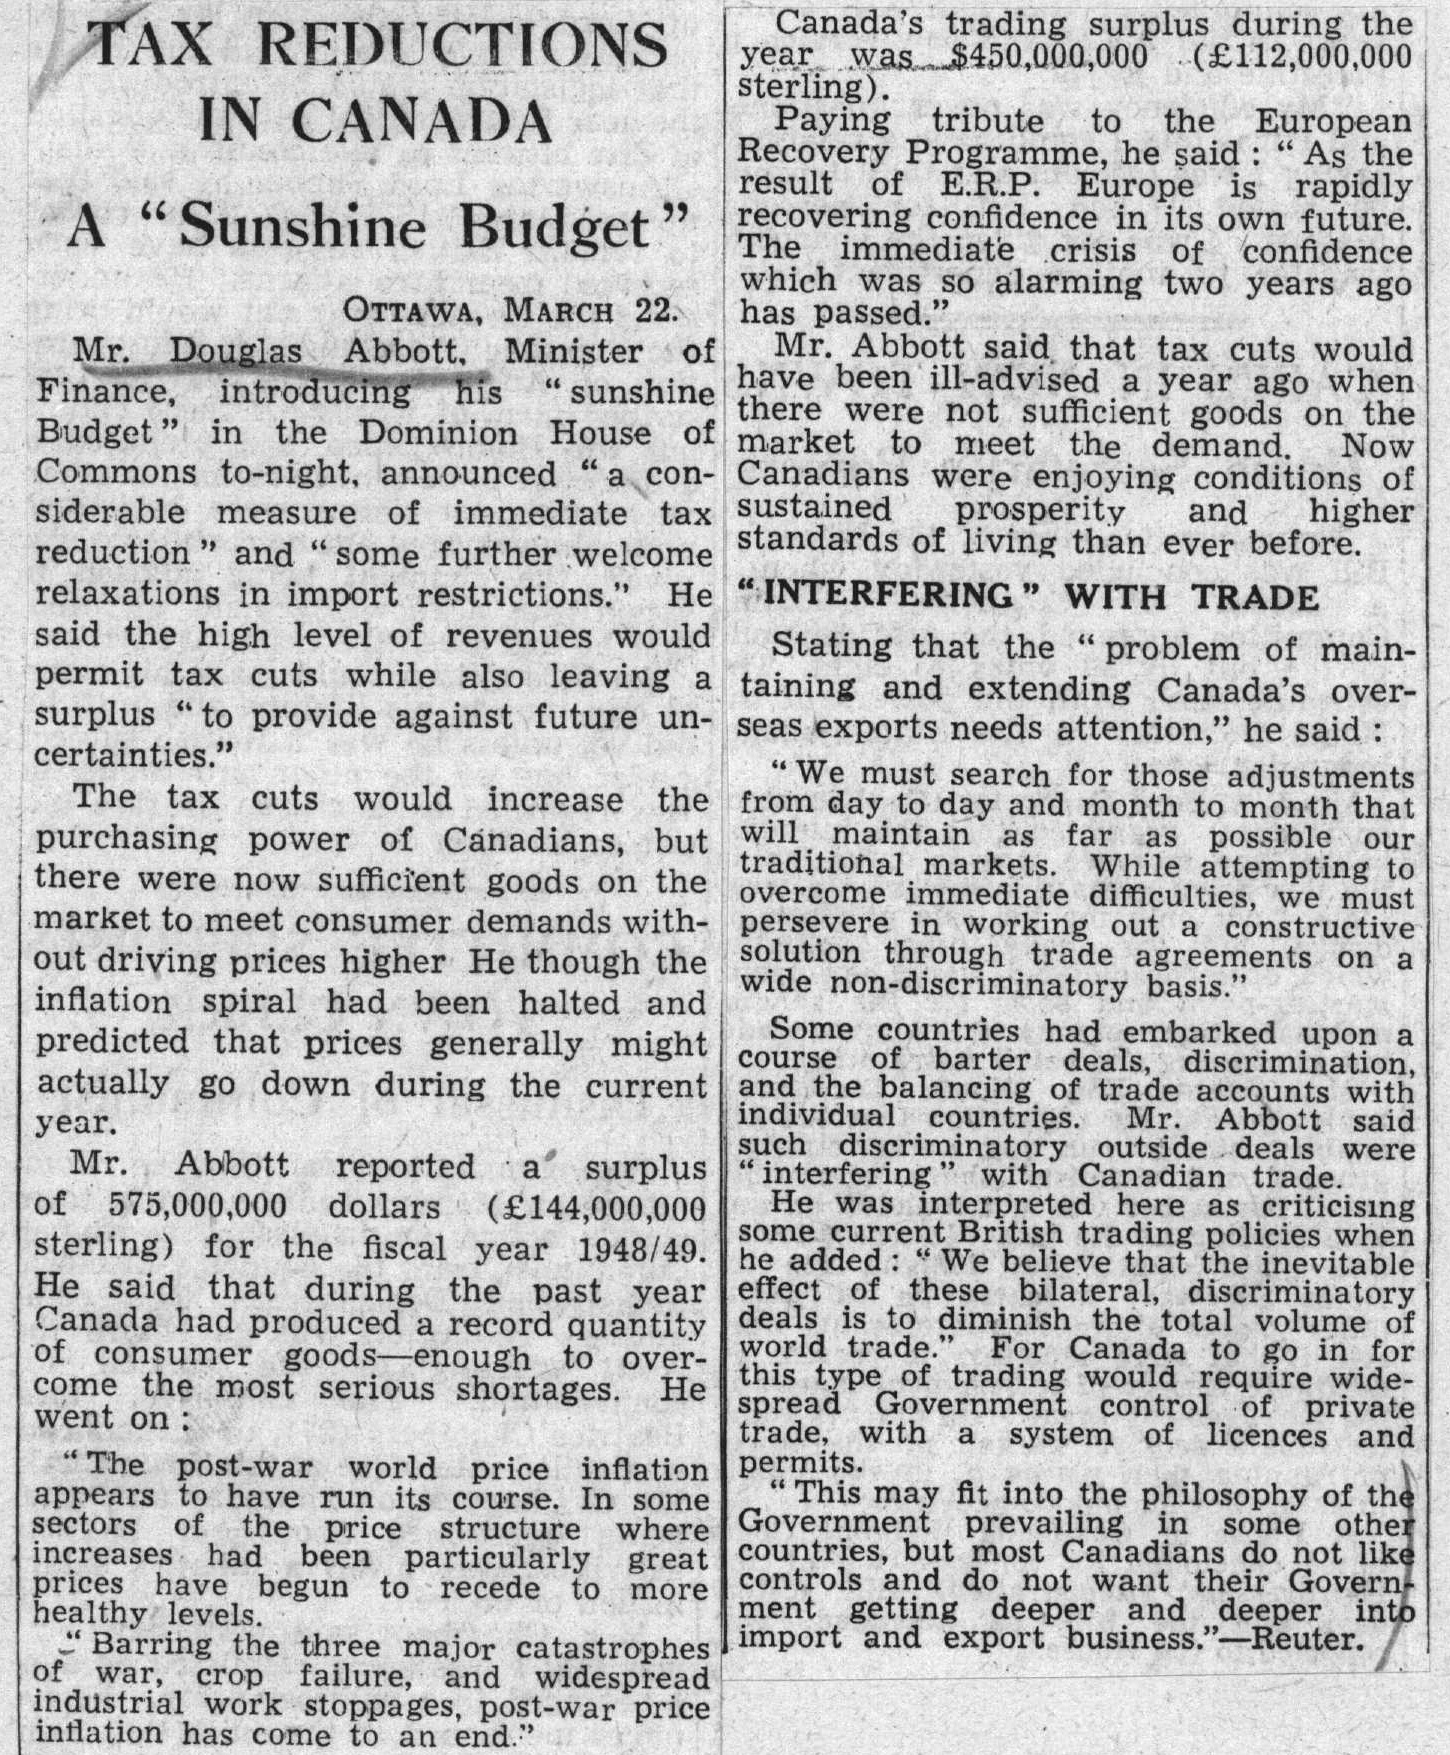 TAX REDUCTIONS
IN CANADA
A “Sunshine Budget”
OTTAWA, MARCH 22.
Mr. Douglas Abbott, Minister of
Finance, introducing his “sunshine
Budget” in the Dominion House of
Commons to-night, announced “a con-
siderable measure of immediate tax
reduction” and “some further welcome
relaxations in import restrictions.” He
said the high level of revenues would
permit tax cuts while also leaving a
surplus “to provide against future un-
certainties.”
The tax cuts would increase the
purchasing power of Canadians, but
there were now sufficient goods on the
market to meet consumer demands with-
out driving prices higher He though the
inflation spiral had been halted and
predicted that prices generally might
actually go down during the current
year.
Mr. Abbott reported a surplus
of 575,000,000 dollars (£144,000,000
sterling) for the fiscal year 1948/49.
He said that during the past year
Canada had produced a record quantity
of consumer goods—enough to over-
come the most serious shortages. He
went on :
“The post-war world price inflation
appears to have run its course. In some
sectors of the price structure where
increases had been particularly great
prices have begun to recede to more
healthy levels.
“Barring the three major catastrophes
of war, crop failure, and widespread
industrial work stoppages, post-war price
inflation has come to an end.”
Canada’s trading surplus during the
year was $450,000,000 (£112,000,000
sterling).
Paying tribute to the European
Recovery Programme, he said : “As the
result of E.R.P. Europe is rapidly
recovering confidence in its own future.
The immediate crisis of confidence
which was so alarming two years ago
has passed.”
Mr. Abbott said that tax cuts would
have been ill-advised a year ago when
there were not sufficient goods on the
market to meet the demand. Now
Canadians were enjoying conditions of
sustained prosperity and higher
standards of living than ever before.
“INTERFERING” WITH TRADE
Stating that the “problem of main-
taining and extending Canada’s over-
seas exports needs attention,” he said :
“We must search for those adjustments
from day to day and month to month that
will maintain as far as possible our
traditional markets. While attempting to
overcome immediate difficulties, we must
persevere in working out a constructive
solution through trade agreements on a
wide non-discriminatory basis.”
Some countries had embarked upon a
course of barter deals, discrimination,
and the balancing of trade accounts with
individual countries. Mr. Abbott said
such discriminatory outside deals were
“interfering” with Canadian trade.
He was interpreted here as criticising
some current British trading policies when
he added : “We believe that the inevitable
effect of these bilateral, discriminatory
deals is to diminish the total volume of
world trade.” For Canada to go in for
this type of trading would require wide-
spread Government control of private
trade, with a system of licences and
permits.
“This may fit into the philosophy of the
Government prevailing in some other
countries, but most Canadians do not like
controls and do not want their Govern-
ment getting deeper and deeper into
import and export business.”—Reuter.